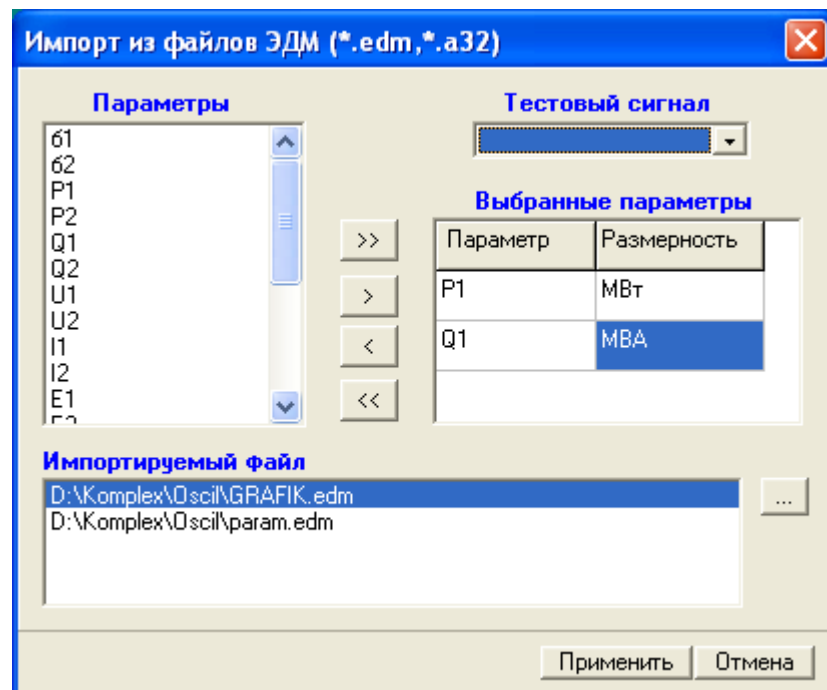 Импорт из файлов ЭДМ (*.edm,*.a32)
Параметры
Тестовый сигнал
б1
б2
P1
P2
Q1
Q2
U1
U2
I1
I2
E1
E2
>>
>
<
<<
Выбранные параметры
Параметр Размерность
P1 МВт
Q1 МВА
Импортируемый файл
D:\Komplex\Oscil\GRAFIK.edm
D:\Komplex\Oscil\param.edm
...
Применить Отмена